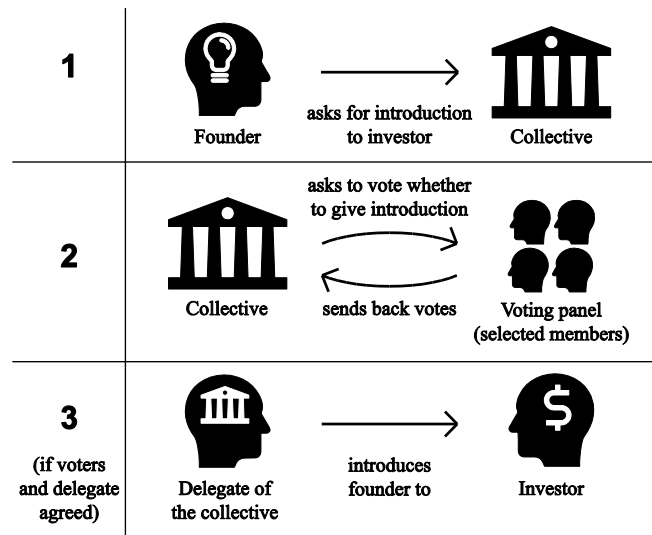 1
Founder
asks for introduction
to investor
Collective
2
Collective
asks to vote whether
to give introduction
sends back votes
Voting panel
(selected members)
3
(if voters
and delegate
agreed)
Delegate of
the collective
introduces
founder to
$
Investor